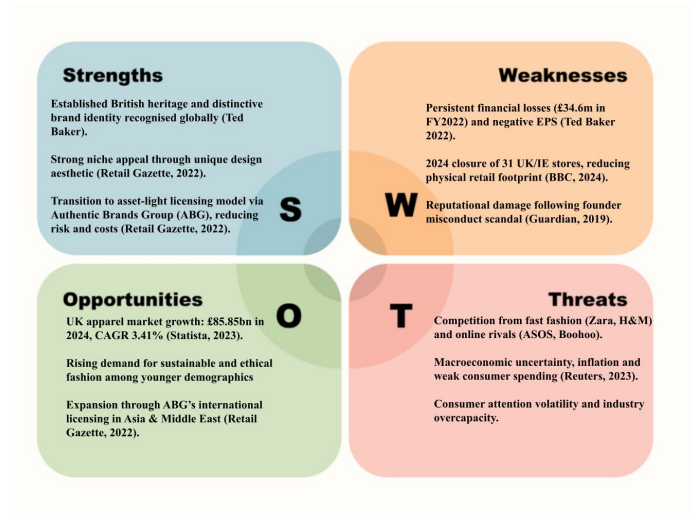 Strengths
Established British heritage and distinctive
brand identity recognised globally (Ted
Baker).
Strong niche appeal through unique design
aesthetic (Retail Gazette, 2022).
Transition to asset-light licensing model via
Authentic Brands Group (ABG), reducing
risk and costs (Retail Gazette, 2022).
S
Weaknesses
Persistent financial losses (£34.6m in
FY2022) and negative EPS (Ted Baker
2022).
2024 closure of 31 UK/IE stores, reducing
physical retail footprint (BBC, 2024).
Reputational damage following founder
misconduct scandal (Guardian, 2019).
W
Opportunities
UK apparel market growth: £85.85bn in
2024, CAGR 3.41% (Statista, 2023).
Rising demand for sustainable and ethical
fashion among younger demographics
Expansion through ABG’s international
licensing in Asia & Middle East (Retail
Gazette, 2022).
O
Threats
Competition from fast fashion (Zara, H&M)
and online rivals (ASOS, Boohoo).
Macroeconomic uncertainty, inflation and
weak consumer spending (Reuters, 2023).
Consumer attention volatility and industry
overcapacity.
T